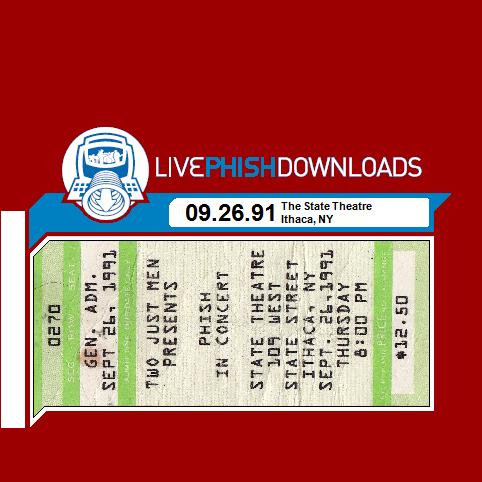 LIVEPHISHDOWNLOADS
09.26.91
The State Theatre
Ithaca, NY
0270
GEN. ADM.
SEPT 26, 1991
TWO JUST MEN
PRESENTS
PHISH
IN CONCERT
STATE THEATRE
109 WEST
STATE STREET
ITHACA, NY
SEPT.26,1991
THURSDAY
8:00 PM
$12.50